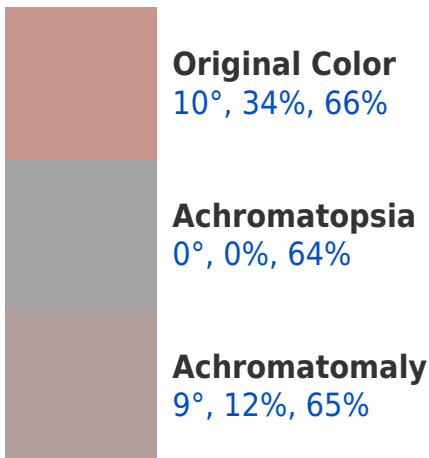 Original Color
10°, 34%, 66%
Achromatopsia
0°, 0%, 64%
Achromatomaly
9°, 12%, 65%